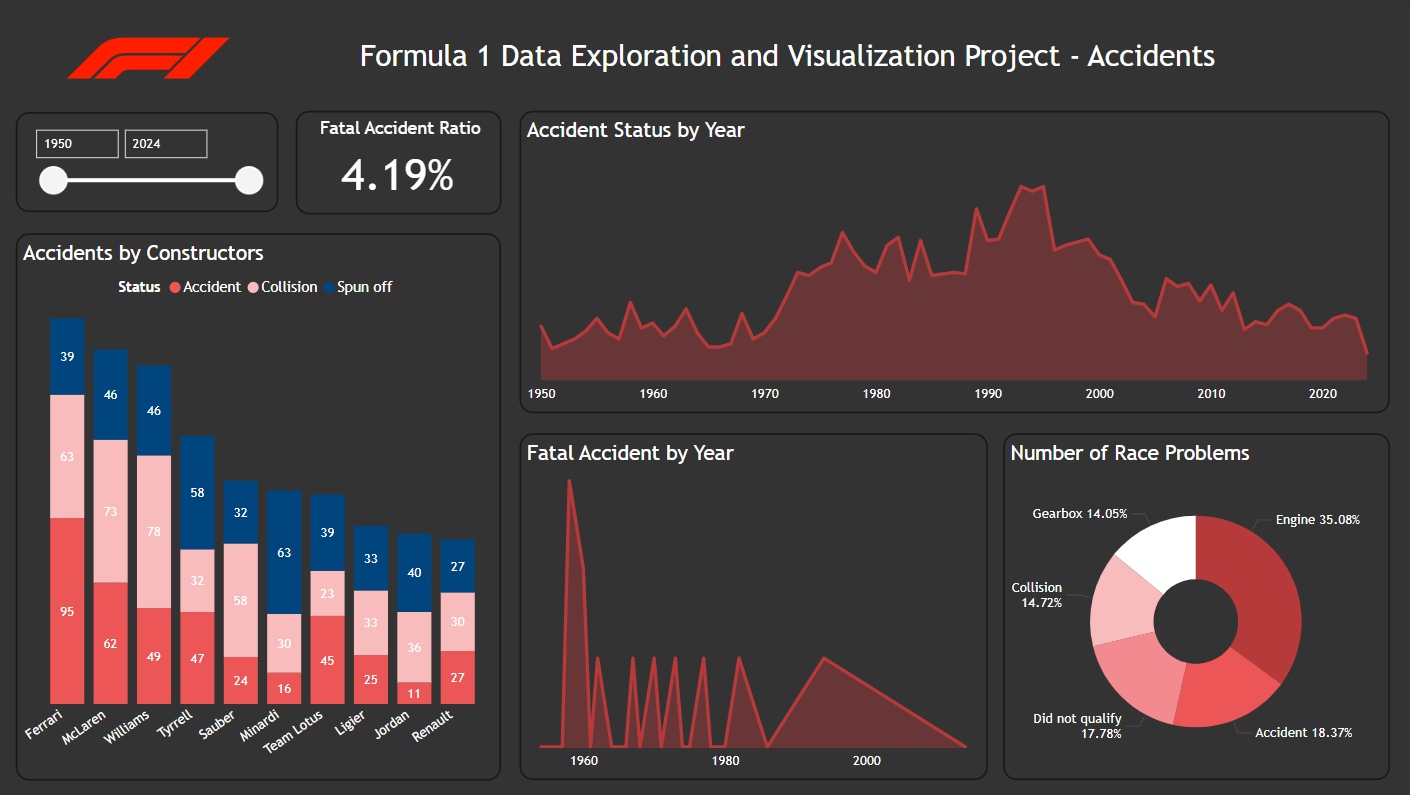 Formula 1 Data Exploration and Visualization Project - Accidents
1950
2024
Fatal Accident Ratio
4.19%
Accident Status by Year
1950 1960 1970 1980 1990 2000 2010 2020
Accidents by Constructors
Status Accident Collision Spun off
39
63
95
46
73
62
46
78
49
58
32
47
32
58
24
63
30
16
39
23
45
33
33
25
40
36
11
27
30
27
Ferrari
McLaren
Williams
Tyrrell
Sauber
Minardi
Team Lotus
Ligier
Jordan
Renault
Fatal Accident by Year
1960 1980 2000
Number of Race Problems
Gearbox 14.05%
Engine 35.08%
Collision
14.72%
Did not qualify
17.78%
Accident 18.37%